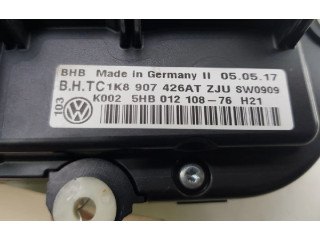 BHB Made in Germany II 05.05.17
B.H.TC 1K8 907 426AT ZJU SW0909
103 K002 5HB 012 108-76 H21